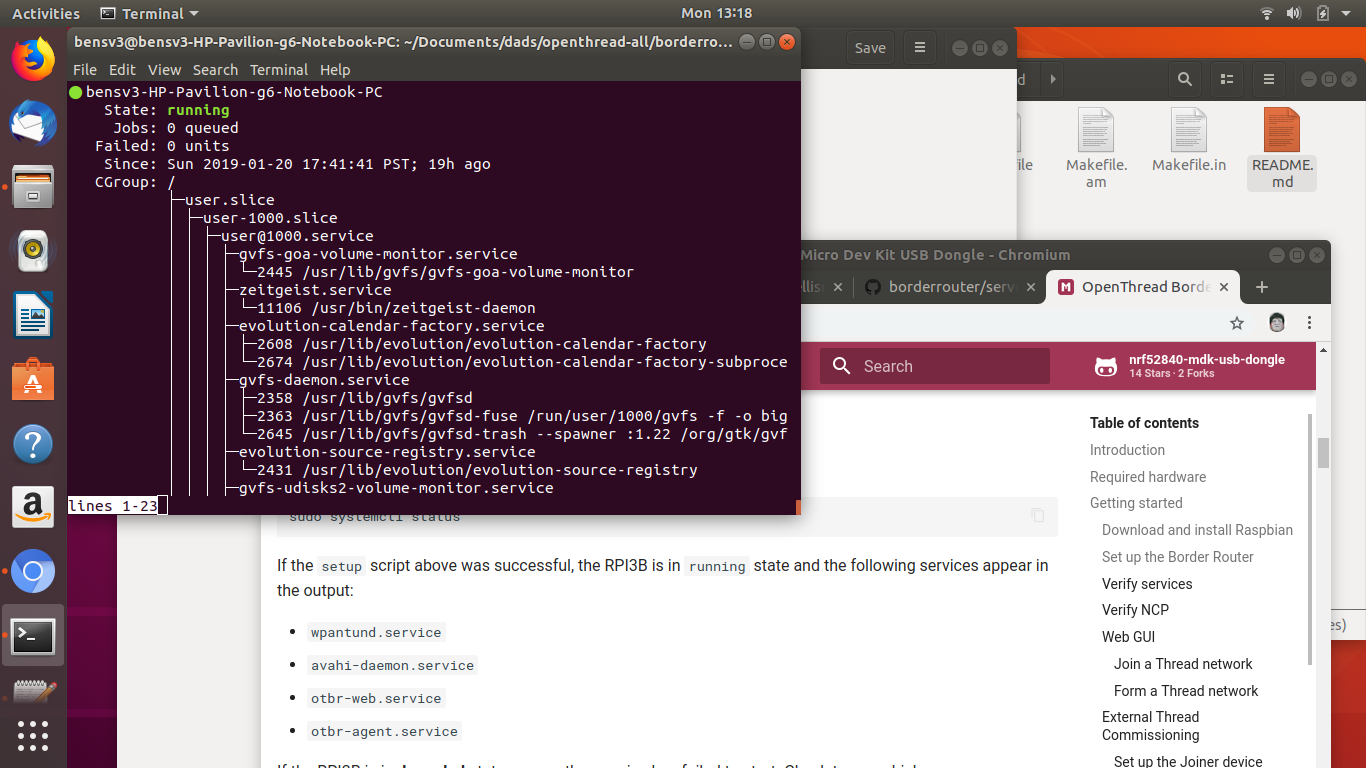 Activities Terminal Mon 13:18
bensv3@bensv3-HP-Pavilion-g6-Notebook-PC: ~/Documents/dads/openthread-all/borderro...
File Edit View Search Terminal Help
bensv3-HP-Pavilion-g6-Notebook-PC
State: running
Jobs: 0 queued
Failed: 0 units
Since: Sun 2019-01-20 17:41:41 PST; 19h ago
CGroup: /
├─user.slice
│ ├─user-1000.slice
│ │ ├─user@1000.service
│ │ │ ├─gvfs-goa-volume-monitor.service
│ │ │ │ └─2445 /usr/lib/gvfs/gvfs-goa-volume-monitor
│ │ │ ├─zeitgeist.service
│ │ │ │ └─11106 /usr/bin/zeitgeist-daemon
│ │ │ ├─evolution-calendar-factory.service
│ │ │ │ ├─2608 /usr/lib/evolution/evolution-calendar-factory
│ │ │ │ └─2674 /usr/lib/evolution/evolution-calendar-factory-subproce
│ │ │ ├─gvfs-daemon.service
│ │ │ │ ├─2358 /usr/lib/gvfs/gvfsd
│ │ │ │ ├─2363 /usr/lib/gvfs/gvfsd-fuse /run/user/1000/gvfs -f -o big
│ │ │ │ └─2645 /usr/lib/gvfs/gvfsd-trash --spawner :1.22 /org/gtk/gvf
│ │ │ ├─evolution-source-registry.service
│ │ │ │ └─2431 /usr/lib/evolution/evolution-source-registry
│ │ │ ├─gvfs-udisks2-volume-monitor.service
lines 1-23
Save
d
file
Makefile.
am
Makefile.in
README.
md
Micro Dev Kit USB Dongle - Chromium
borderrouter/serv
OpenThread Borde
Search
nrf52840-mdk-usb-dongle
14 Stars · 2 Forks
sudo systemctl status
If the setup script above was successful, the RPI3B is in running state and the following services appear in
the output:
wpantund.service
avahi-daemon.service
otbr-web.service
otbr-agent.service
Table of contents
Introduction
Required hardware
Getting started
Download and install Raspbian
Set up the Border Router
Verify services
Verify NCP
Web GUI
Join a Thread network
Form a Thread network
External Thread
Commissioning
Set up the Joiner device
es)